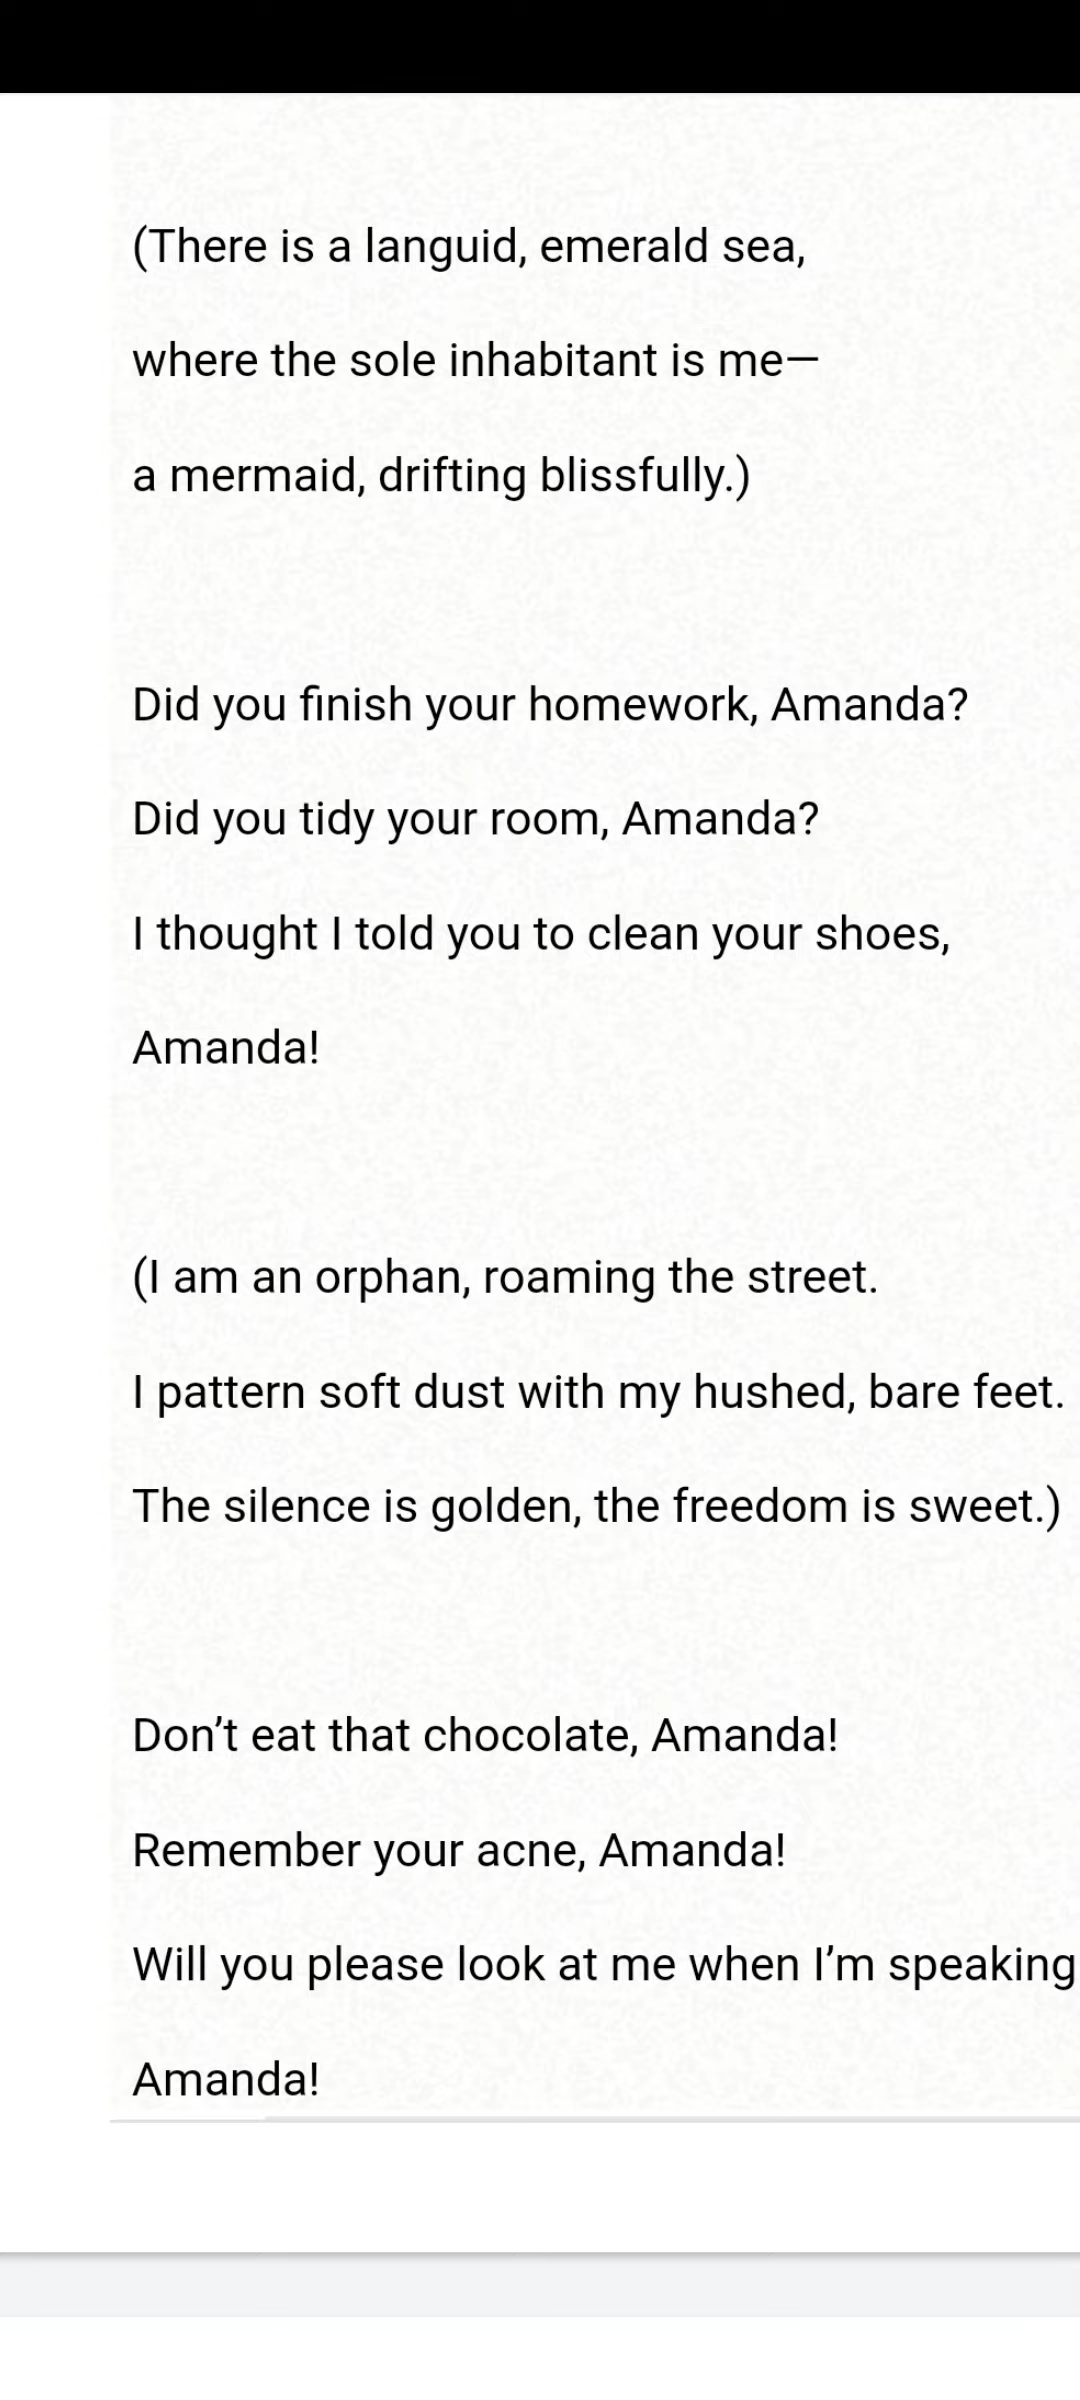 (There is a languid, emerald sea,
where the sole inhabitant is me—
a mermaid, drifting blissfully.)
Did you finish your homework, Amanda?
Did you tidy your room, Amanda?
I thought I told you to clean your shoes,
Amanda!
(I am an orphan, roaming the street.
I pattern soft dust with my hushed, bare feet.
The silence is golden, the freedom is sweet.)
Don’t eat that chocolate, Amanda!
Remember your acne, Amanda!
Will you please look at me when I’m speaking
Amanda!